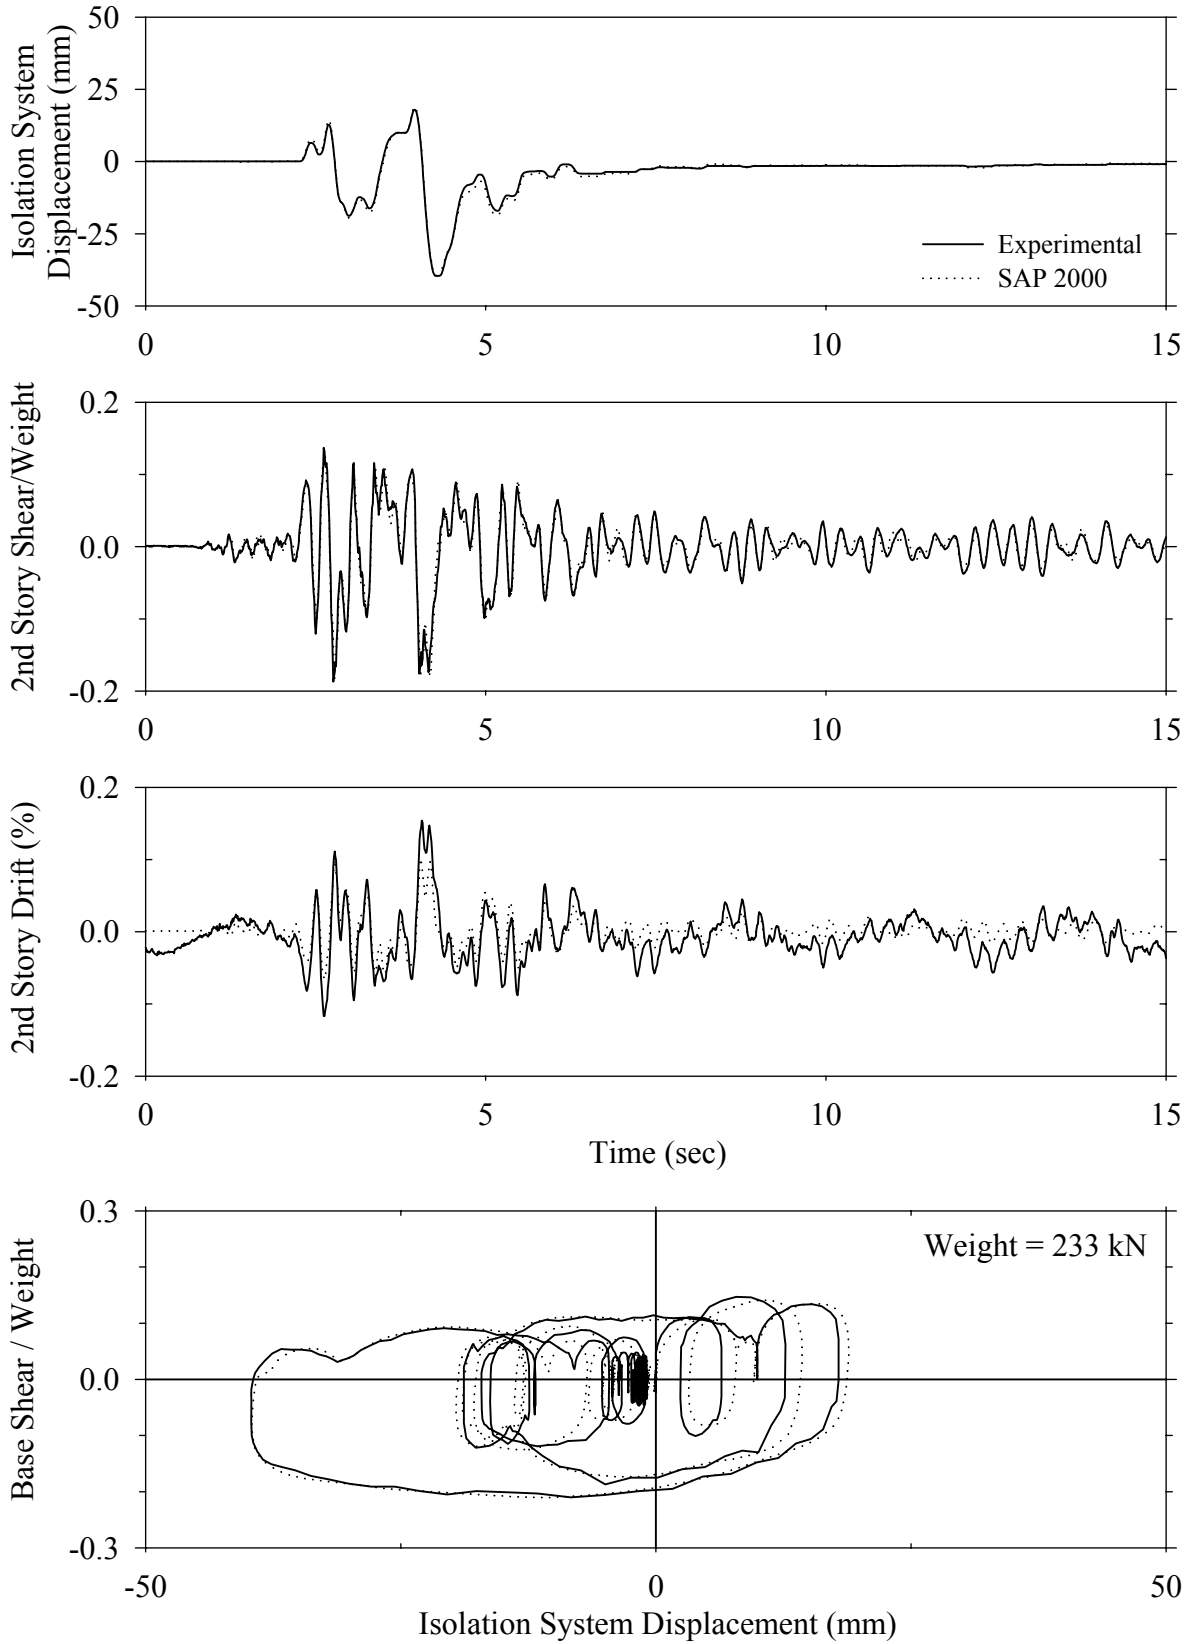 50
25
0
-25
-50
Isolation System
Displacement (mm)
Experimental
SAP 2000
0 5 10 15
0.2
0.0
-0.2
2nd Story Shear/Weight
0 5 10 15
0.2
0.0
-0.2
2nd Story Drift (%)
0 5 10 15
Time (sec)
0.3
0.0
-0.3
Base Shear / Weight
Weight = 233 kN
-50 0 50
Isolation System Displacement (mm)